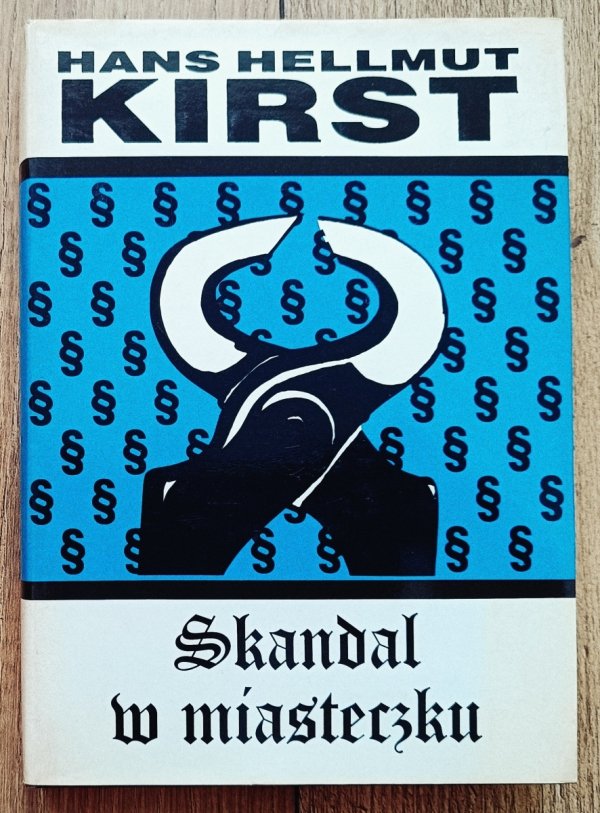 HANS HELLMUT
KIRST
§ § § § § § § § §
Skandal
w miasteczku